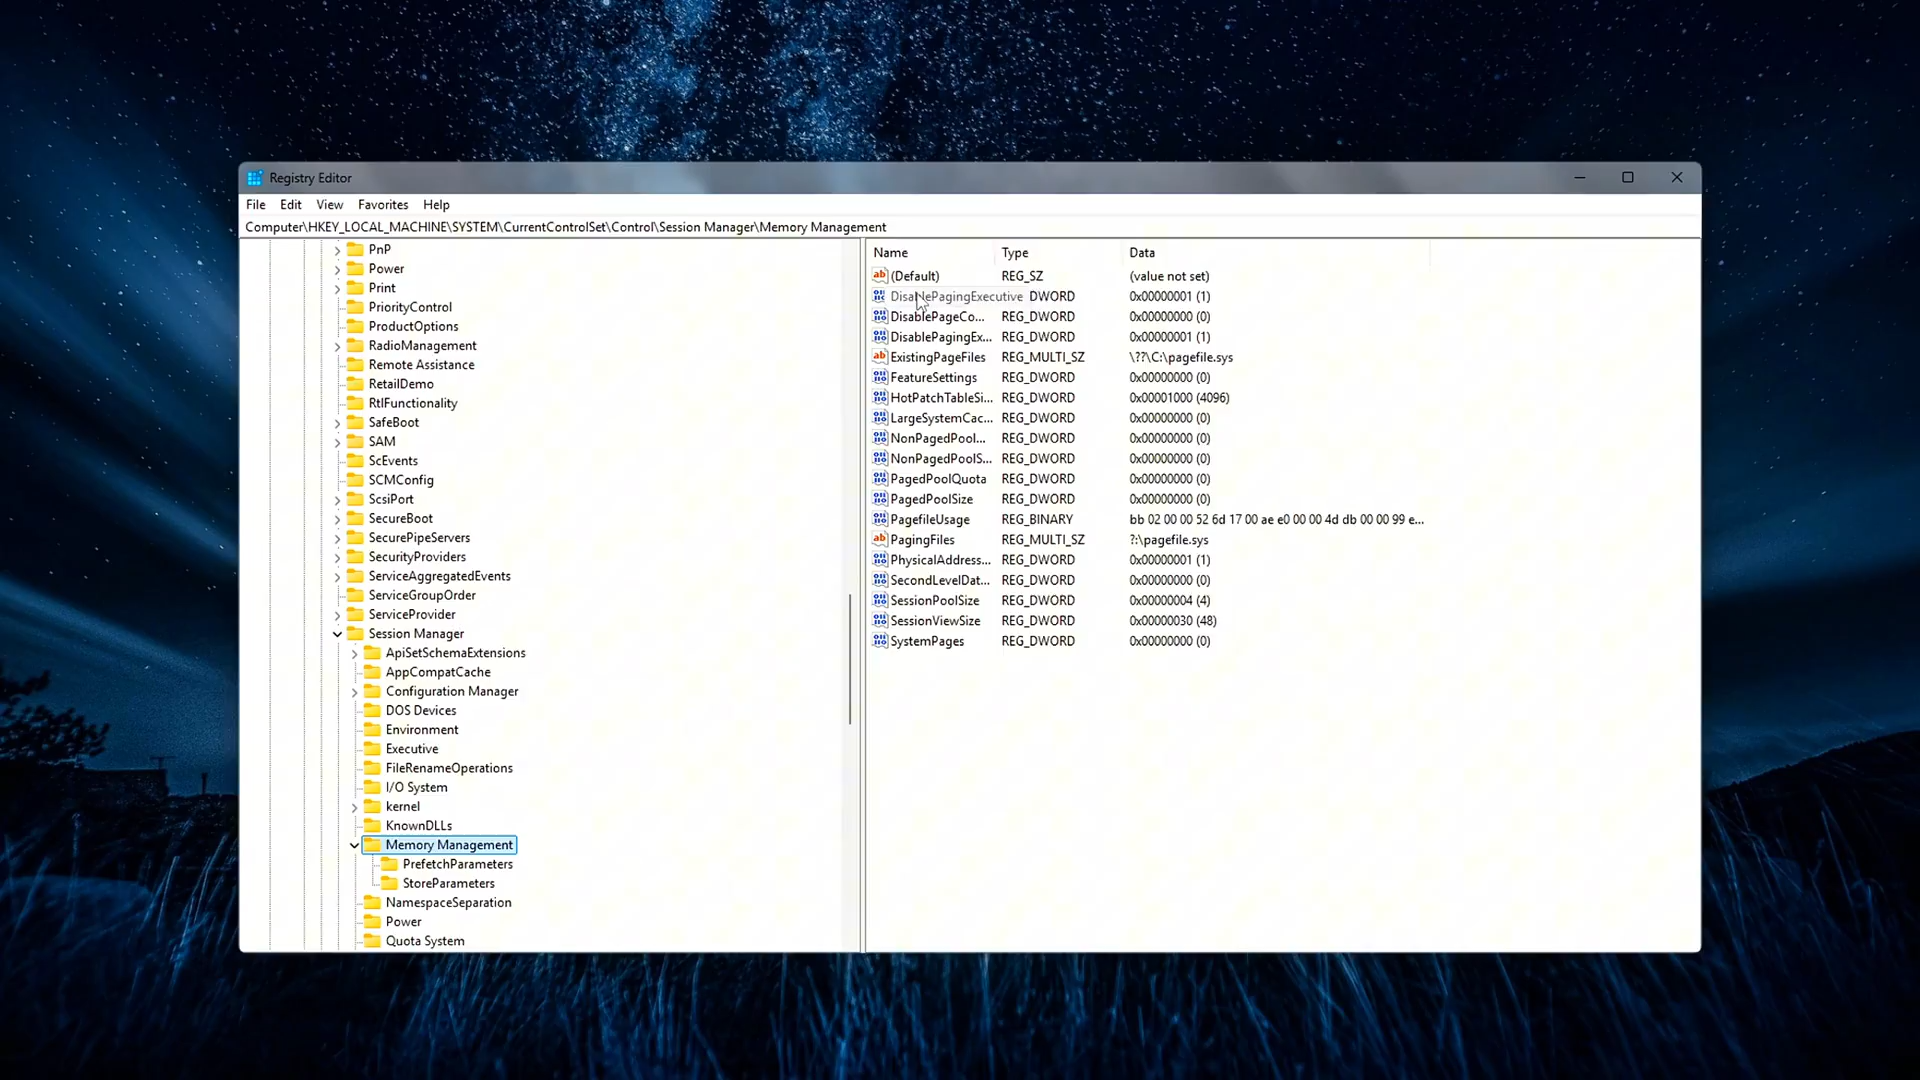 Registry Editor
File Edit View Favorites Help
Computer\HKEY_LOCAL_MACHINE\SYSTEM\CurrentControlSet\Control\Session Manager\Memory Management
PnP
Power
Print
PriorityControl
ProductOptions
RadioManagement
Remote Assistance
RetailDemo
RtlFunctionality
SafeBoot
SAM
ScEvents
SCMConfig
ScsiPort
SecureBoot
SecurePipeServers
SecurityProviders
ServiceAggregatedEvents
ServiceGroupOrder
ServiceProvider
Session Manager
ApiSetSchemaExtensions
AppCompatCache
Configuration Manager
DOS Devices
Environment
Executive
FileRenameOperations
I/O System
kernel
KnownDLLs
Memory Management
PrefetchParameters
StoreParameters
NamespaceSeparation
Power
Quota System
Name Type Data
(Default) REG_SZ (value not set)
DisablePagingExecutive DWORD 0x00000001 (1)
DisablePageCo... REG_DWORD 0x00000000 (0)
DisablePagingEx... REG_DWORD 0x00000001 (1)
ExistingPageFiles REG_MULTI_SZ \??\C:\pagefile.sys
FeatureSettings REG_DWORD 0x00000000 (0)
HotPatchTableSi... REG_DWORD 0x00001000 (4096)
LargeSystemCac... REG_DWORD 0x00000000 (0)
NonPagedPool... REG_DWORD 0x00000000 (0)
NonPagedPoolS... REG_DWORD 0x00000000 (0)
PagedPoolQuota REG_DWORD 0x00000000 (0)
PagedPoolSize REG_DWORD 0x00000000 (0)
PagefileUsage REG_BINARY bb 02 00 00 52 6d 17 00 ae e0 00 00 4d db 00 00 99 e...
PagingFiles REG_MULTI_SZ ?:\pagefile.sys
PhysicalAddress... REG_DWORD 0x00000001 (1)
SecondLevelDat... REG_DWORD 0x00000000 (0)
SessionPoolSize REG_DWORD 0x00000004 (4)
SessionViewSize REG_DWORD 0x00000030 (48)
SystemPages REG_DWORD 0x00000000 (0)